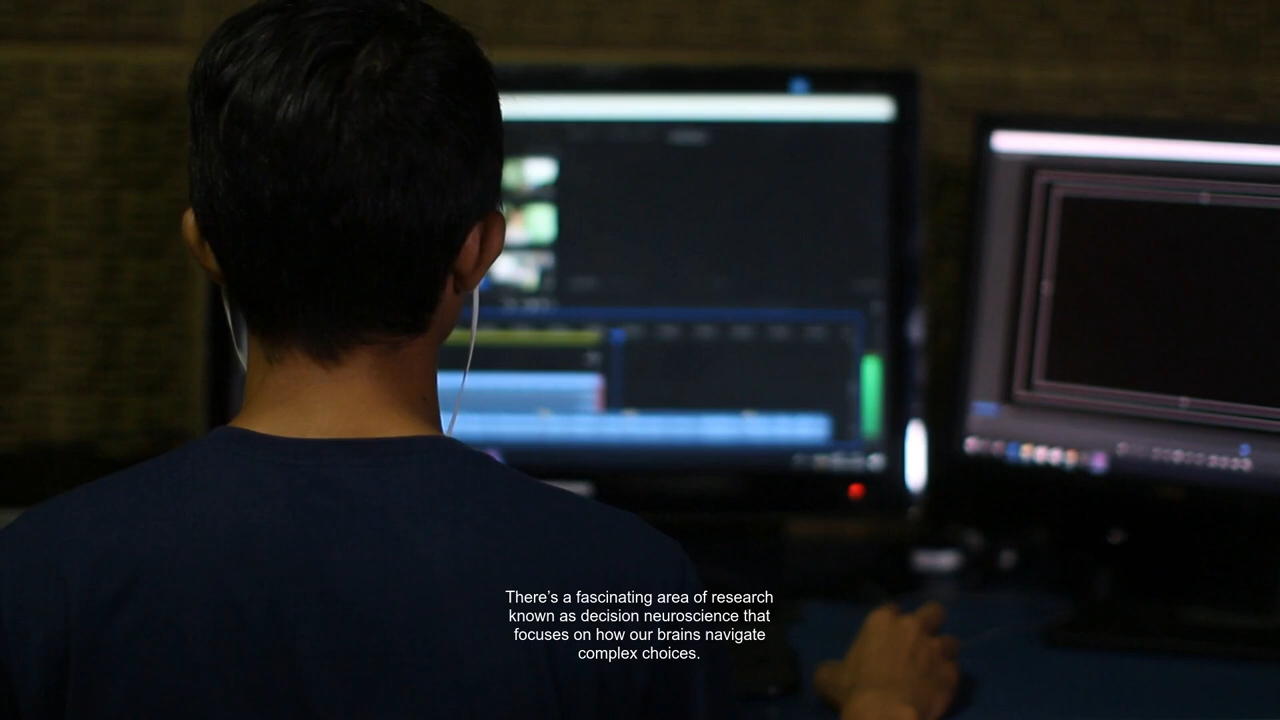 There’s a fascinating area of research
known as decision neuroscience that
focuses on how our brains navigate
complex choices.